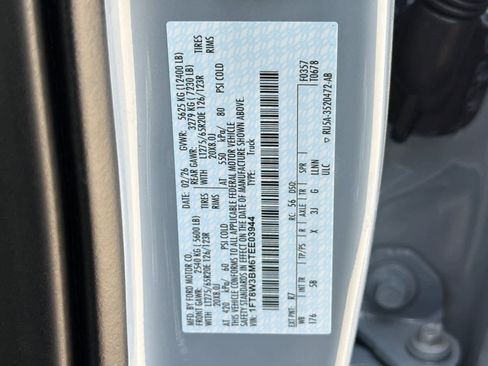 MFD. BY FORD MOTOR CO.
DATE: 02/26 GVWR: 5625 KG (12400 LB)
FRONT GAWR: 2540 KG (5600 LB) REAR GAWR: 3279 KG (7230 LB)
LT275/65R20E 126/123R TIRES LT275/65R20E 126/123R TIRES
20X8.0J RIMS 20X8.0J RIMS
AT 420 kPa/ 60 PSI COLD AT 550 kPa/ 80 PSI COLD
THIS VEHICLE CONFORMS TO ALL APPLICABLE FEDERAL MOTOR VEHICLE
SAFETY STANDARDS IN EFFECT ON THE DATE OF MANUFACTURE SHOWN ABOVE.
VIN: 1FT8W3BM6TEE03944 TYPE: Truck
F0357
T0678
EXT PNT: R7 RC: 56 DSO:
WB INT TR TP/PS R AXLE TR SPR
176 5B X 3J G LLNN
ULC ▽ RU5A-3520472-AB